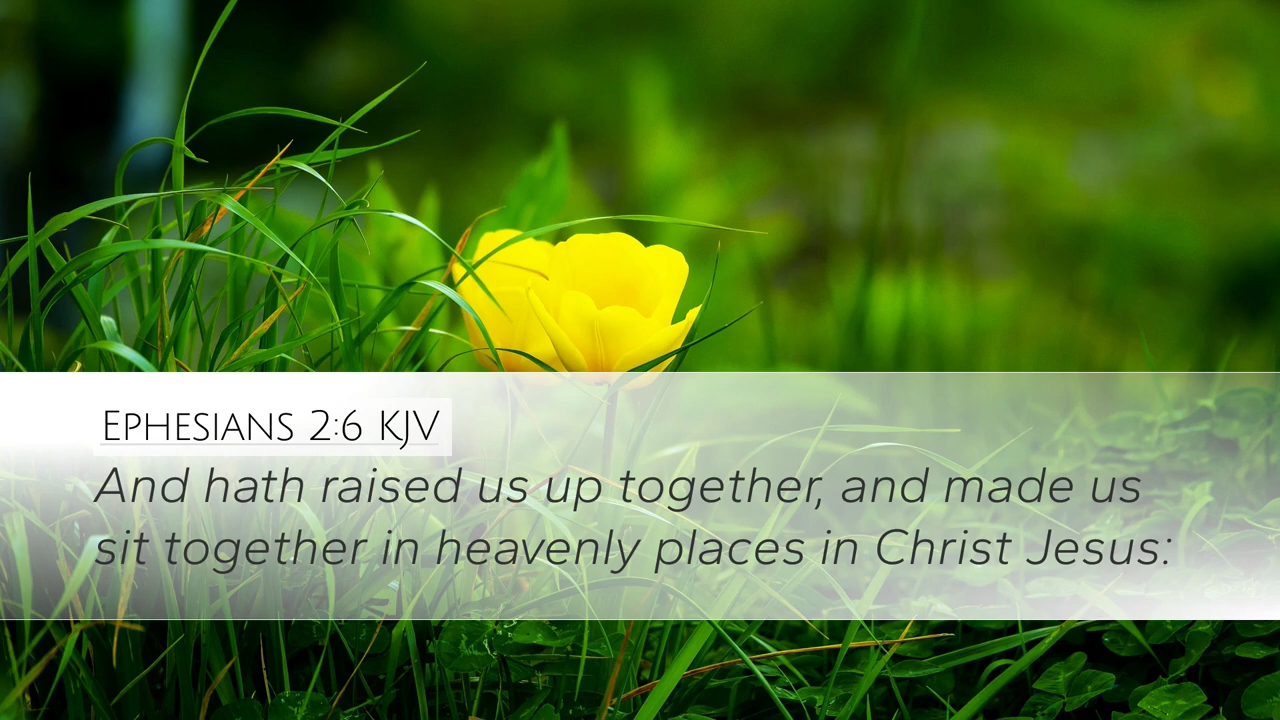 Ephesians 2:6 KJV
And hath raised us up together, and made us
sit together in heavenly places in Christ Jesus: